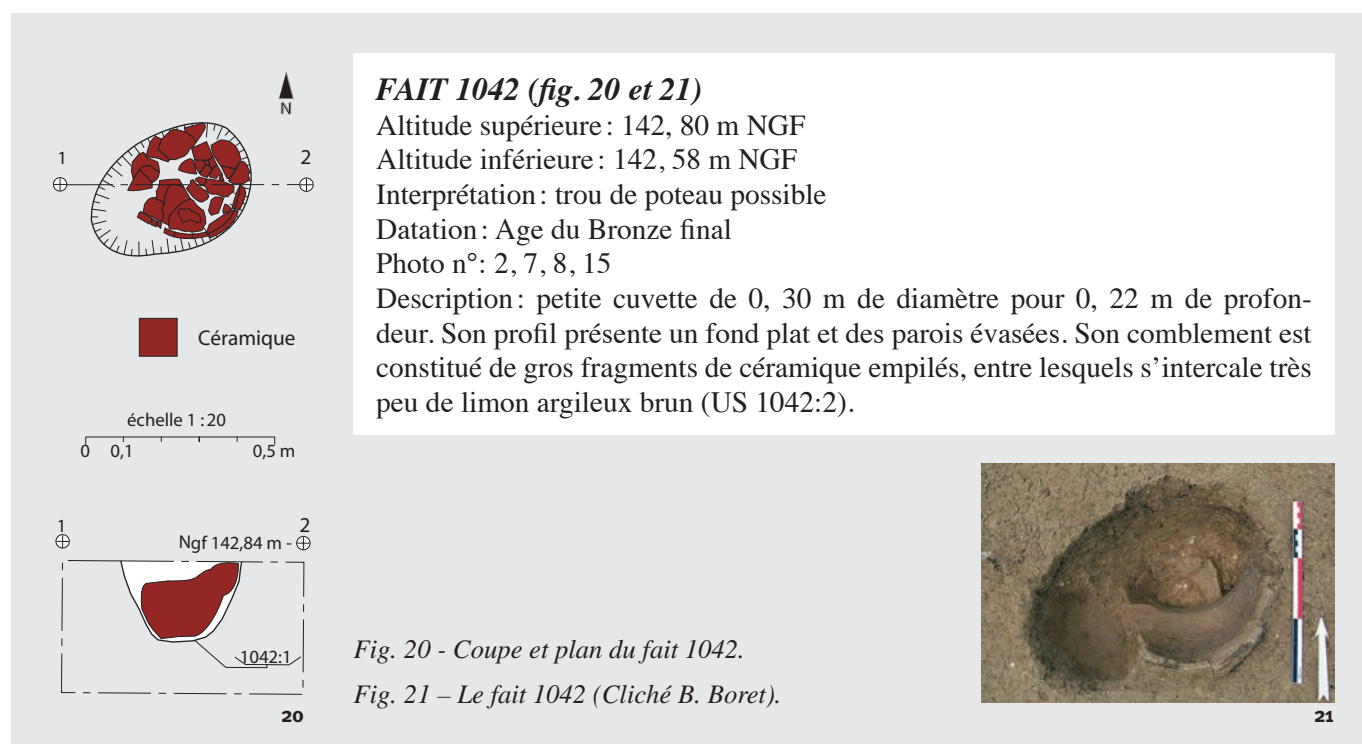 N
1 2
Céramique
échelle 1 : 20
0 0,1 0,5 m
1 2
Ngf 142,84 m -
1042:1
20
FAIT 1042 (fig. 20 et 21)
Altitude supérieure : 142, 80 m NGF
Altitude inférieure : 142, 58 m NGF
Interprétation : trou de poteau possible
Datation : Age du Bronze final
Photo n°: 2, 7, 8, 15
Description : petite cuvette de 0, 30 m de diamètre pour 0, 22 m de profon-
deur. Son profil présente un fond plat et des parois évasées. Son comblement est
constitué de gros fragments de céramique empilés, entre lesquels s’intercale très
peu de limon argileux brun (US 1042:2).
Fig. 20 - Coupe et plan du fait 1042.
Fig. 21 – Le fait 1042 (Cliché B. Boret).
21